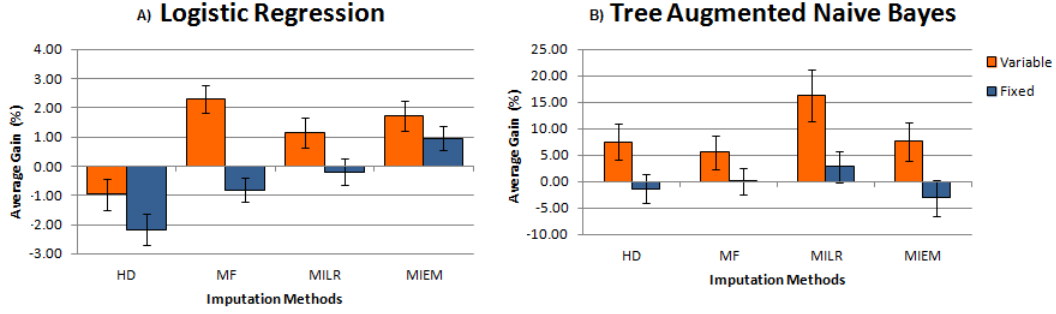 A) Logistic Regression
4.00
3.00
2.00
1.00
0.00
-1.00
-2.00
-3.00
Average Gain (%)
HD MF MILR MIEM
Imputation Methods
B) Tree Augmented Naive Bayes
25.00
20.00
15.00
10.00
5.00
0.00
-5.00
-10.00
Average Gain (%)
HD MF MILR MIEM
Imputation Methods
Variable
Fixed